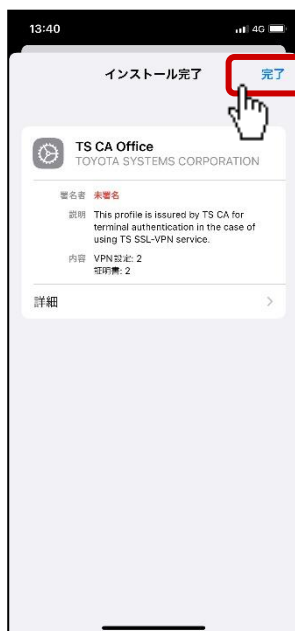 13:40
4G
インストール完了
完了
TS CA Office
TOYOTA SYSTEMS CORPORATION
署名者 未署名
説明 This profile is issured by TS CA for
terminal authentication in the case of
using TS SSL-VPN service.
内容 VPN設定: 2
証明書: 2
詳細